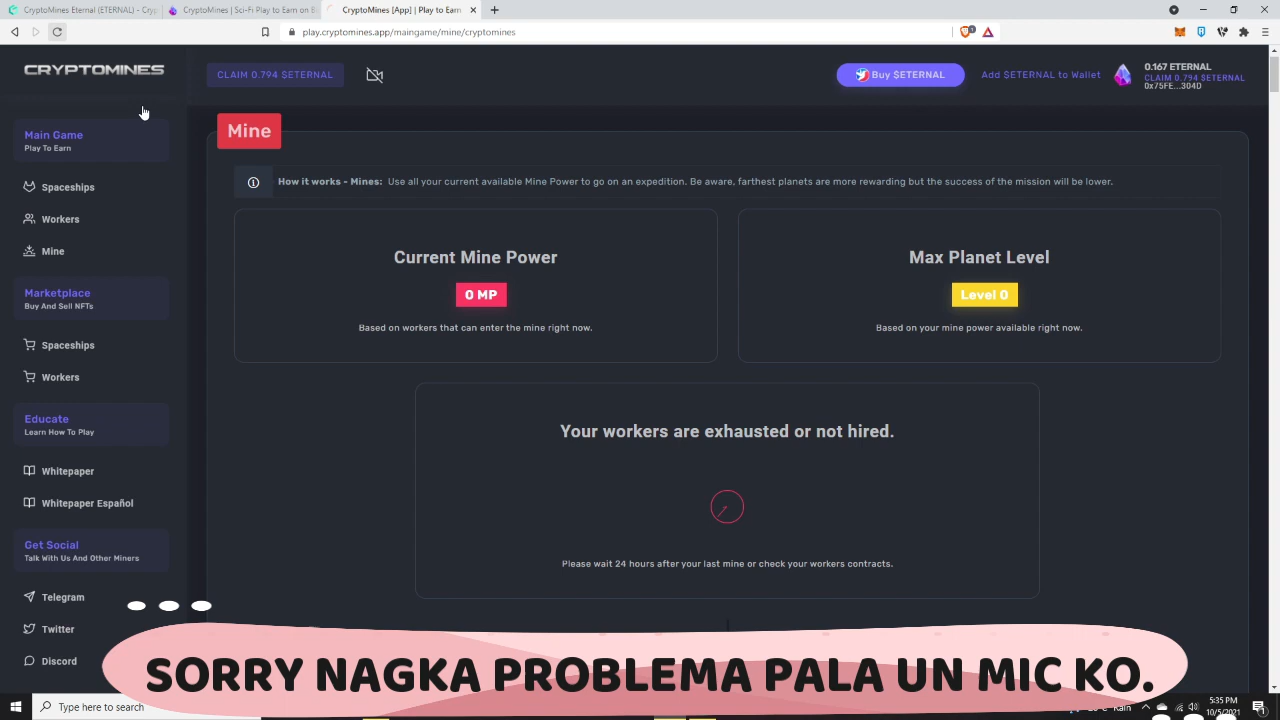 CryptoMines Eternal (ETERNAL) - Cryp
CryptoMines | Sci-Fi Play to Earn on B
CryptoMines [App] | Play to Earn
play.cryptomines.app/maingame/mine/cryptomines
CRYPTOMINES
CLAIM 0.794 $ETERNAL
Buy $ETERNAL
Add $ETERNAL to Wallet
0.167 ETERNAL
CLAIM 0.794 $ETERNAL
0x75FE...304D
Main Game
Play To Earn
Spaceships
Workers
Mine
Marketplace
Buy And Sell NFTs
Spaceships
Workers
Educate
Learn How To Play
Whitepaper
Whitepaper Español
Get Social
Talk With Us And Other Miners
Telegram
Twitter
Discord
Mine
How it works - Mines: Use all your current available Mine Power to go on an expedition. Be aware, farthest planets are more rewarding but the success of the mission will be lower.
Current Mine Power
0 MP
Based on workers that can enter the mine right now.
Max Planet Level
Level 0
Based on your mine power available right now.
Your workers are exhausted or not hired.
Please wait 24 hours after your last mine or check your workers contracts.
SORRY NAGKA PROBLEMA PALA UN MIC KO.
Type here to search
Rain
5:35 PM
10/5/2021